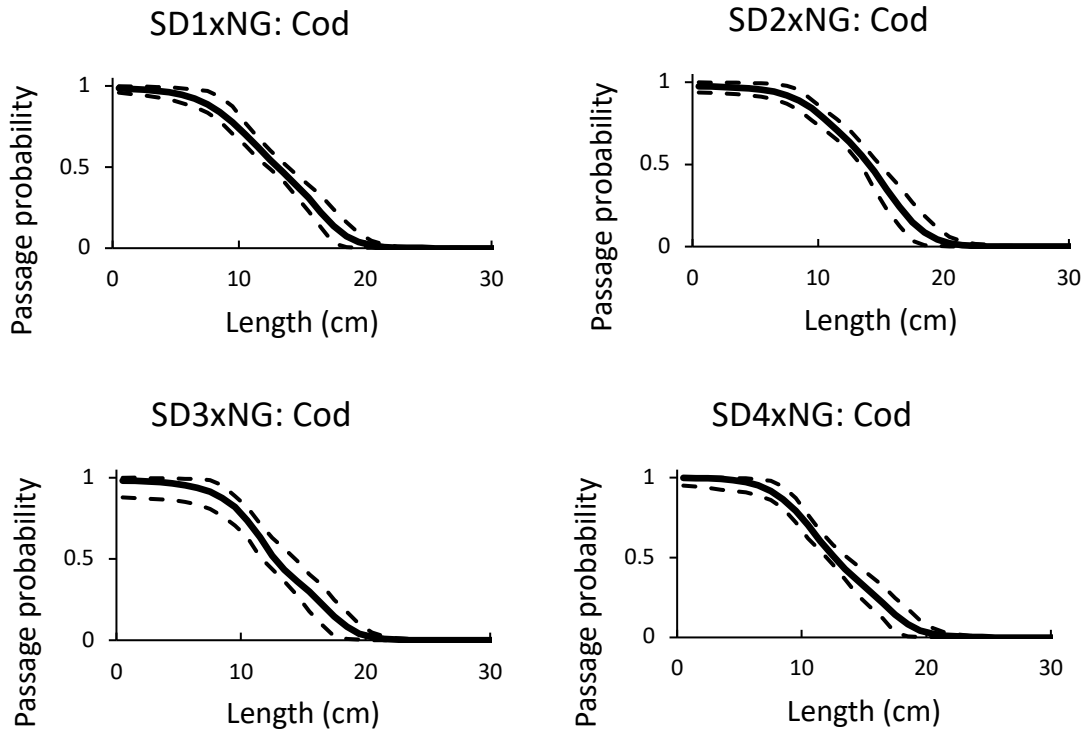 SD1xNG: Cod
Passage probability
1
0.5
0
0 10 20 30
Length (cm)
SD2xNG: Cod
Passage probability
1
0.5
0
0 10 20 30
Length (cm)
SD3xNG: Cod
Passage probability
1
0.5
0
0 10 20 30
Length (cm)
SD4xNG: Cod
Passage probability
1
0.5
0
0 10 20 30
Length (cm)